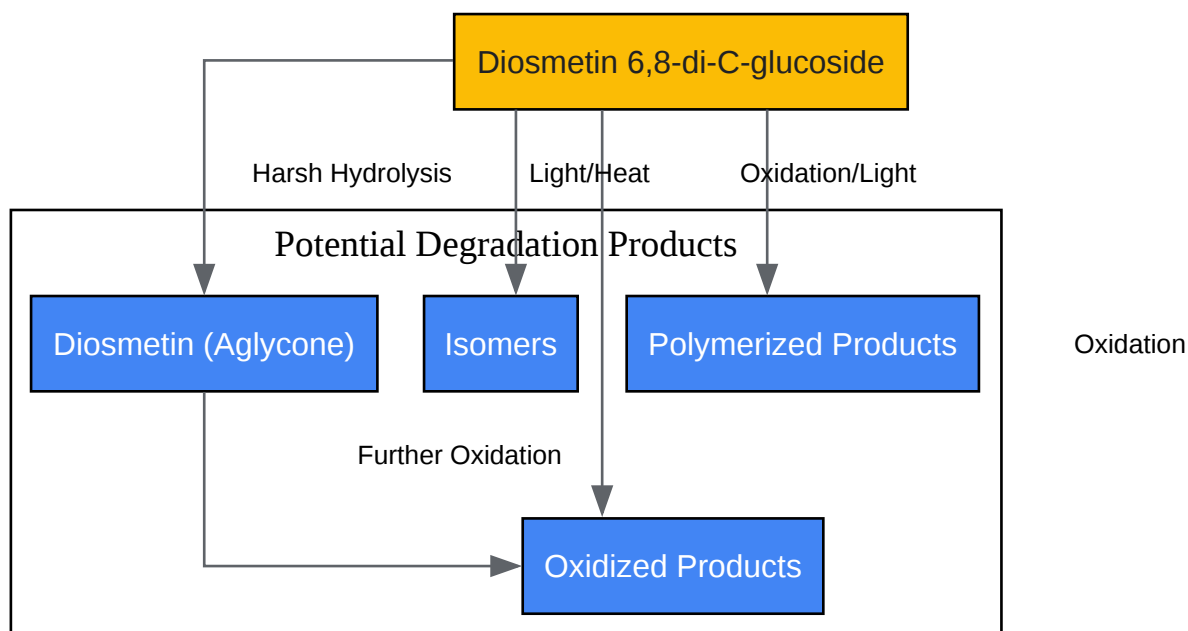 Diosmetin 6,8-di-C-glucoside
Harsh Hydrolysis
Light/Heat
Oxidation/Light
Potential Degradation Products
Diosmetin (Aglycone)
Isomers
Polymerized Products
Oxidation
Further Oxidation
Oxidized Products